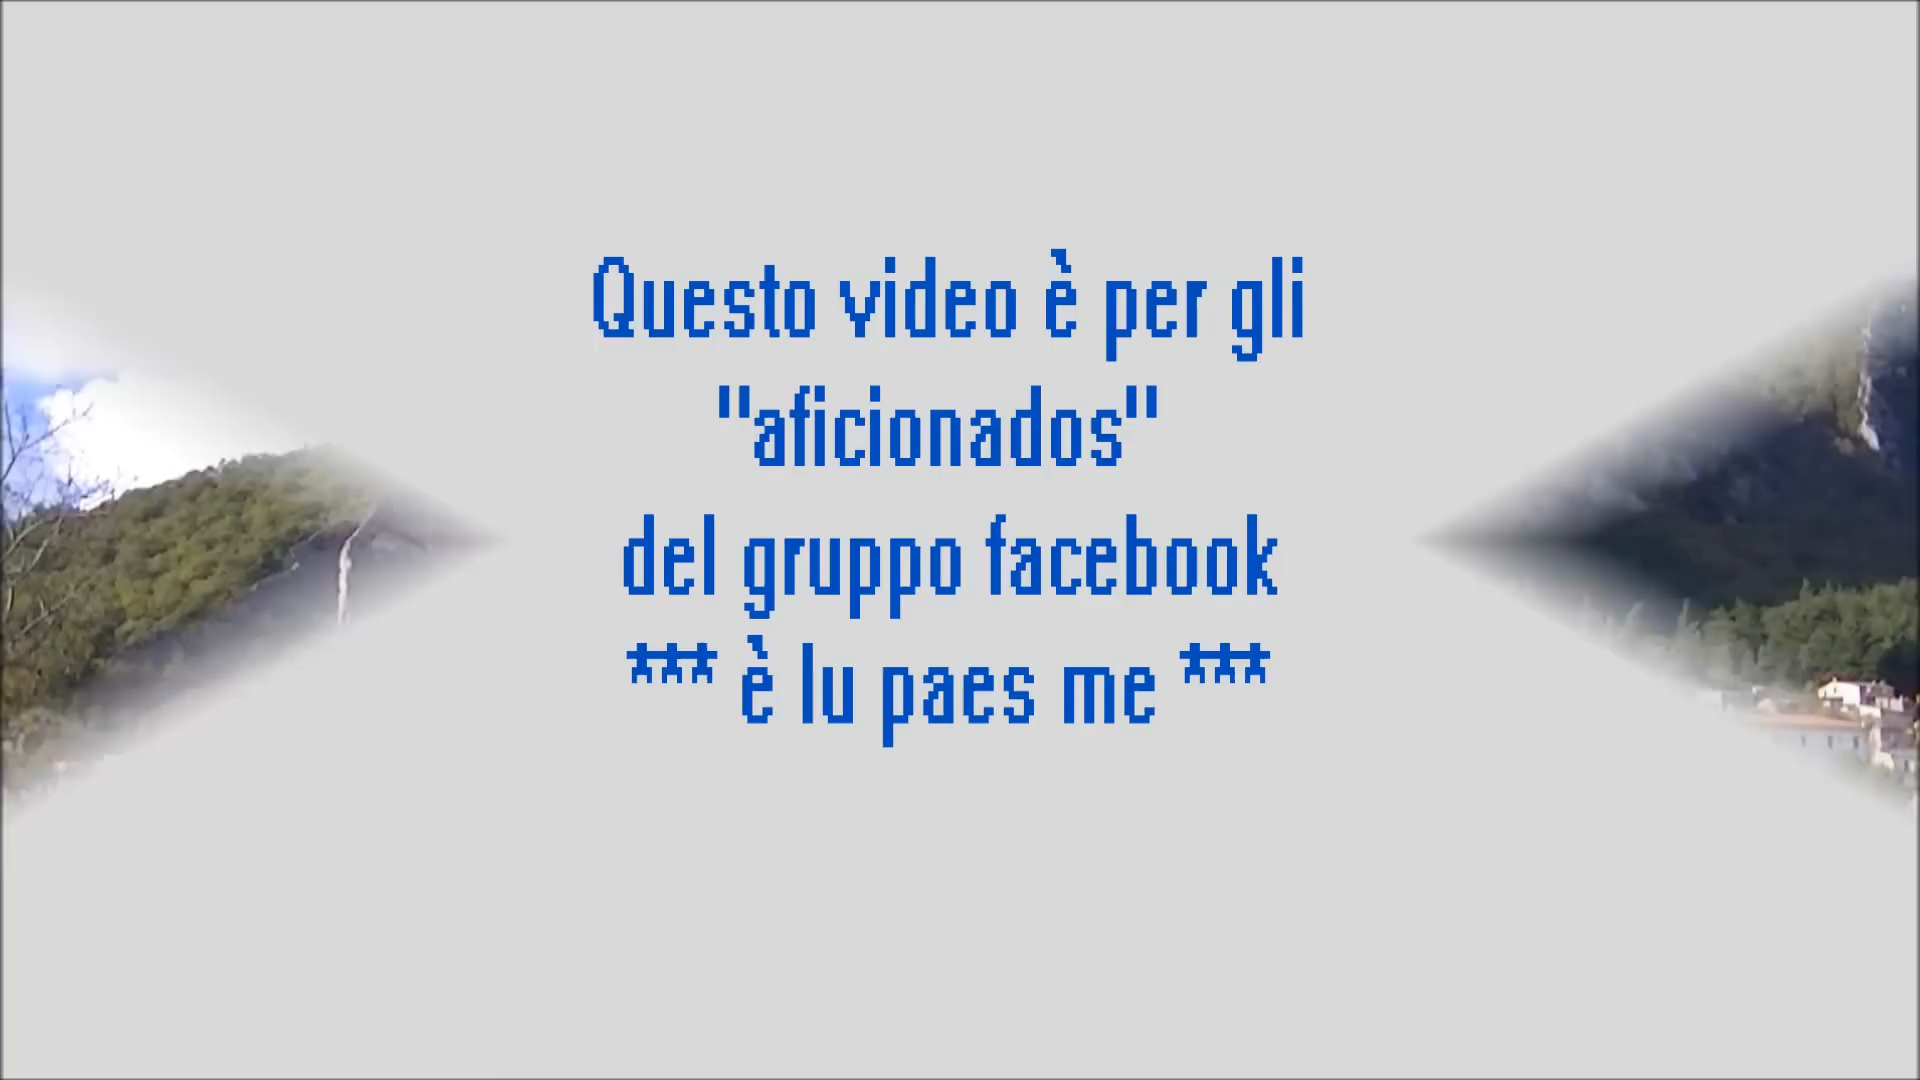 Questo video è per gli
"aficionados"
del gruppo facebook
*** è lu paes me ***